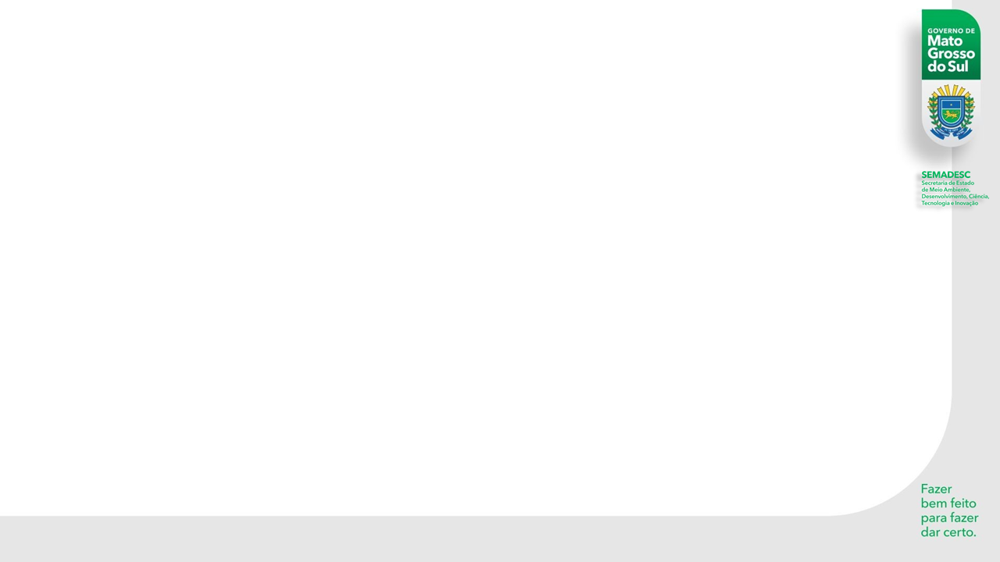 GOVERNO DE
Mato
Grosso
do Sul
SEMADESC
Secretaria de Estado
de Meio Ambiente,
Desenvolvimento, Ciência,
Tecnologia e Inovação
Fazer
bem feito
para fazer
dar certo.